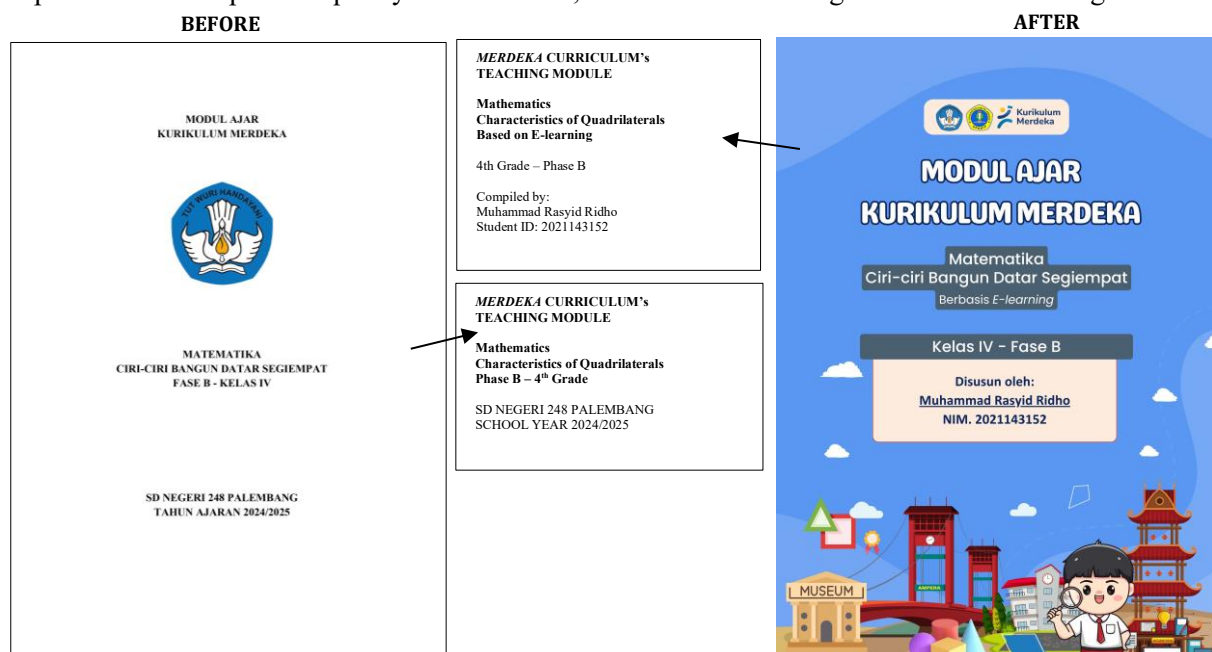 BEFORE
AFTER
MODUL AJAR
KURIKULUM MERDEKA
TUT WURI HANDAYANI
MATEMATIKA
CIRI-CIRI BANGUN DATAR SEGIEMPAT
FASE B - KELAS IV
SD NEGERI 248 PALEMBANG
TAHUN AJARAN 2024/2025
MERDEKA CURRICULUM's
TEACHING MODULE
Mathematics
Characteristics of Quadrilaterals
Based on E-learning
4th Grade – Phase B
Compiled by:
Muhammad Rasyid Ridho
Student ID: 2021143152
MERDEKA CURRICULUM's
TEACHING MODULE
Mathematics
Characteristics of Quadrilaterals
Phase B – 4th Grade
SD NEGERI 248 PALEMBANG
SCHOOL YEAR 2024/2025
Kurikulum
Merdeka
MODUL AJAR
KURIKULUM MERDEKA
Matematika
Ciri-ciri Bangun Datar Segiempat
Berbasis E-learning
Kelas IV - Fase B
Disusun oleh:
Muhammad Rasyid Ridho
NIM. 2021143152
AMPERA
MUSEUM